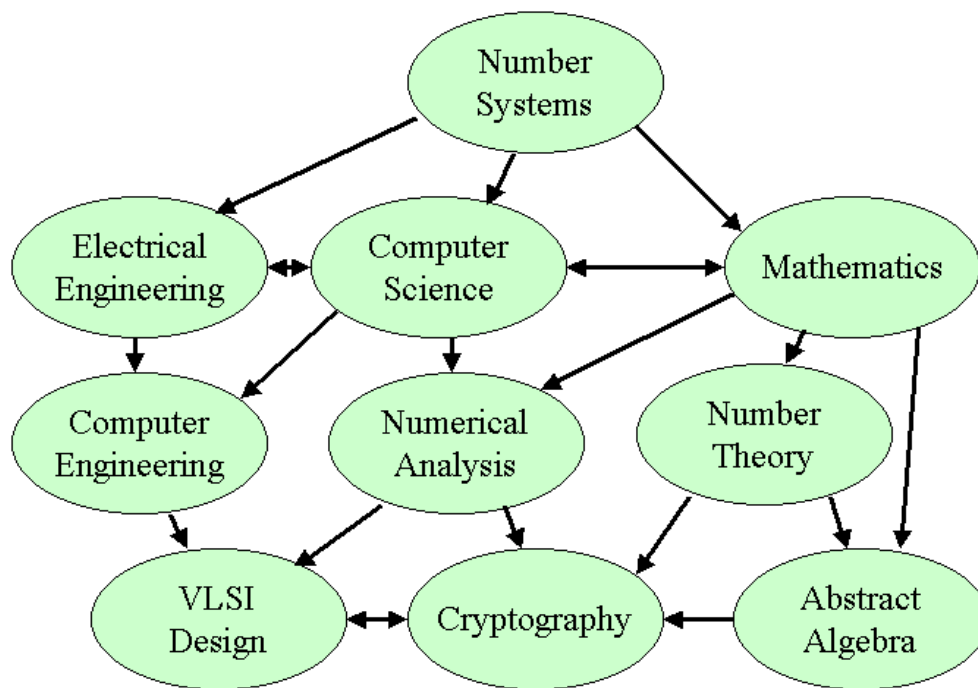 Number
Systems
Electrical
Engineering
Computer
Science
Mathematics
Computer
Engineering
Numerical
Analysis
Number
Theory
VLSI
Design
Cryptography
Abstract
Algebra